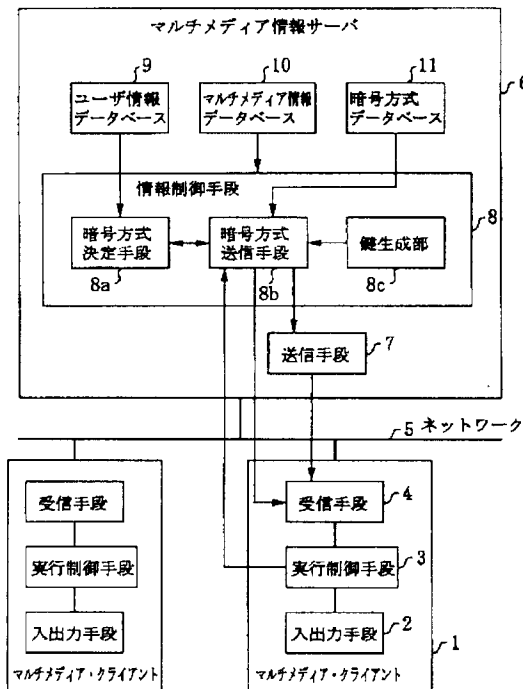 マルチメディア情報サーバ
9
10
11
6
ユーザ情報
データベース
マルチメディア情報
データベース
暗号方式
データベース
情報制御手段
8
暗号方式
決定手段
暗号方式
送信手段
鍵生成部
8a
8b
8c
送信手段
7
5 ネットワーク
受信手段
受信手段
4
実行制御手段
実行制御手段
3
入出力手段
入出力手段
2
1
マルチメディア・クライアント
マルチメディア・クライアント